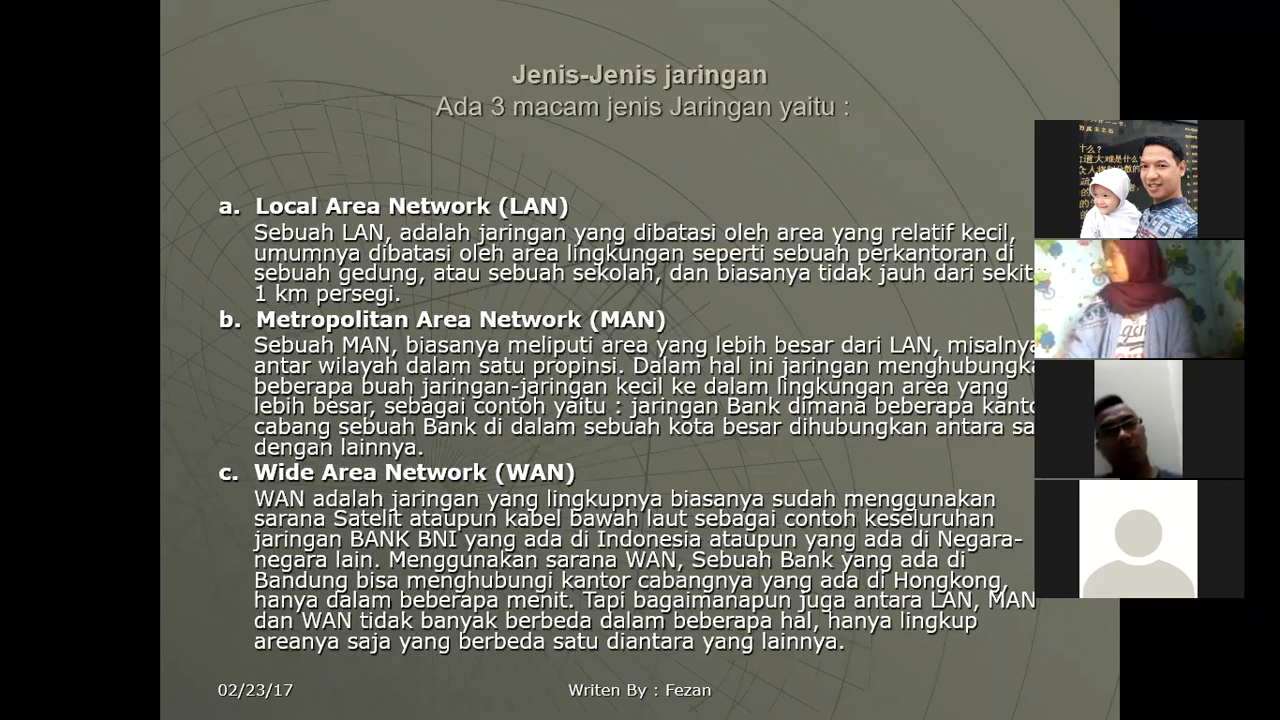 Jenis-Jenis jaringan
Ada 3 macam jenis Jaringan yaitu :
a. Local Area Network (LAN)
Sebuah LAN, adalah jaringan yang dibatasi oleh area yang relatif kecil,
umumnya dibatasi oleh area lingkungan seperti sebuah perkantoran di
sebuah gedung, atau sebuah sekolah, dan biasanya tidak jauh dari sekit
1 km persegi.
b. Metropolitan Area Network (MAN)
Sebuah MAN, biasanya meliputi area yang lebih besar dari LAN, misalnya
antar wilayah dalam satu propinsi. Dalam hal ini jaringan menghubungka
beberapa buah jaringan-jaringan kecil ke dalam lingkungan area yang
lebih besar, sebagai contoh yaitu : jaringan Bank dimana beberapa kanto
cabang sebuah Bank di dalam sebuah kota besar dihubungkan antara sa
dengan lainnya.
c. Wide Area Network (WAN)
WAN adalah jaringan yang lingkupnya biasanya sudah menggunakan
sarana Satelit ataupun kabel bawah laut sebagai contoh keseluruhan
jaringan BANK BNI yang ada di Indonesia ataupun yang ada di Negara-
negara lain. Menggunakan sarana WAN, Sebuah Bank yang ada di
Bandung bisa menghubungi kantor cabangnya yang ada di Hongkong,
hanya dalam beberapa menit. Tapi bagaimanapun juga antara LAN, MAN
dan WAN tidak banyak berbeda dalam beberapa hal, hanya lingkup
areanya saja yang berbeda satu diantara yang lainnya.
02/23/17
Writen By : Fezan
什么?
道大难是什么